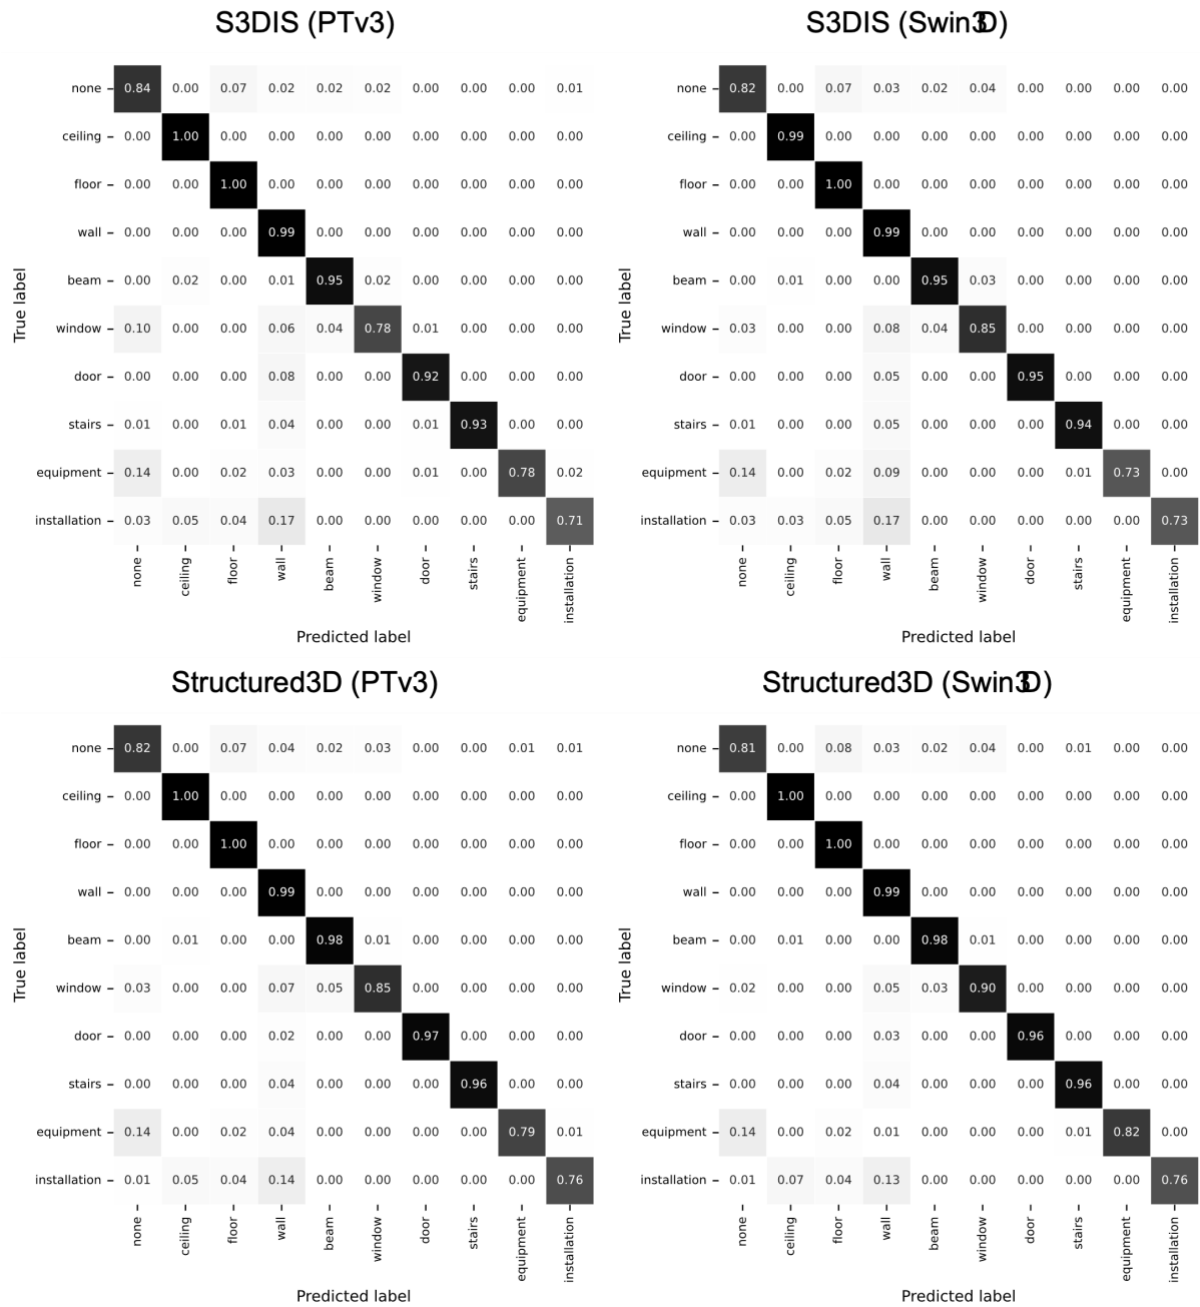 S3DIS (PTv3)
none 0.84 0.00 0.07 0.02 0.02 0.02 0.00 0.00 0.00 0.01
ceiling 0.00 1.00 0.00 0.00 0.00 0.00 0.00 0.00 0.00 0.00
floor 0.00 0.00 1.00 0.00 0.00 0.00 0.00 0.00 0.00 0.00
wall 0.00 0.00 0.00 0.99 0.00 0.00 0.00 0.00 0.00 0.00
beam 0.00 0.02 0.00 0.01 0.95 0.02 0.00 0.00 0.00 0.00
window 0.10 0.00 0.00 0.06 0.04 0.78 0.01 0.00 0.00 0.00
door 0.00 0.00 0.00 0.08 0.00 0.00 0.92 0.00 0.00 0.00
stairs 0.01 0.00 0.01 0.04 0.00 0.00 0.01 0.93 0.00 0.00
equipment 0.14 0.00 0.02 0.03 0.00 0.00 0.01 0.00 0.78 0.02
installation 0.03 0.05 0.04 0.17 0.00 0.00 0.00 0.00 0.00 0.71
none ceiling floor wall beam window door stairs equipment installation
True label
Predicted label
S3DIS (Swin3D)
none 0.82 0.00 0.07 0.03 0.02 0.04 0.00 0.00 0.00 0.00
ceiling 0.00 0.99 0.00 0.00 0.00 0.00 0.00 0.00 0.00 0.00
floor 0.00 0.00 1.00 0.00 0.00 0.00 0.00 0.00 0.00 0.00
wall 0.00 0.00 0.00 0.99 0.00 0.00 0.00 0.00 0.00 0.00
beam 0.00 0.01 0.00 0.00 0.95 0.03 0.00 0.00 0.00 0.00
window 0.03 0.00 0.00 0.08 0.04 0.85 0.00 0.00 0.00 0.00
door 0.00 0.00 0.00 0.05 0.00 0.00 0.95 0.00 0.00 0.00
stairs 0.01 0.00 0.00 0.05 0.00 0.00 0.00 0.94 0.00 0.00
equipment 0.14 0.00 0.02 0.09 0.00 0.00 0.00 0.01 0.73 0.00
installation 0.03 0.03 0.05 0.17 0.00 0.00 0.00 0.00 0.00 0.73
none ceiling floor wall beam window door stairs equipment installation
True label
Predicted label
Structured3D (PTv3)
none 0.82 0.00 0.07 0.04 0.02 0.03 0.00 0.00 0.01 0.01
ceiling 0.00 1.00 0.00 0.00 0.00 0.00 0.00 0.00 0.00 0.00
floor 0.00 0.00 1.00 0.00 0.00 0.00 0.00 0.00 0.00 0.00
wall 0.00 0.00 0.00 0.99 0.00 0.00 0.00 0.00 0.00 0.00
beam 0.00 0.01 0.00 0.00 0.98 0.01 0.00 0.00 0.00 0.00
window 0.03 0.00 0.00 0.07 0.05 0.85 0.00 0.00 0.00 0.00
door 0.00 0.00 0.00 0.02 0.00 0.00 0.97 0.00 0.00 0.00
stairs 0.00 0.00 0.00 0.04 0.00 0.00 0.00 0.96 0.00 0.00
equipment 0.14 0.00 0.02 0.04 0.00 0.00 0.00 0.00 0.79 0.01
installation 0.01 0.05 0.04 0.14 0.00 0.00 0.00 0.00 0.00 0.76
none ceiling floor wall beam window door stairs equipment installation
True label
Predicted label
Structured3D (Swin3D)
none 0.81 0.00 0.08 0.03 0.02 0.04 0.00 0.01 0.00 0.00
ceiling 0.00 1.00 0.00 0.00 0.00 0.00 0.00 0.00 0.00 0.00
floor 0.00 0.00 1.00 0.00 0.00 0.00 0.00 0.00 0.00 0.00
wall 0.00 0.00 0.00 0.99 0.00 0.00 0.00 0.00 0.00 0.00
beam 0.00 0.01 0.00 0.00 0.98 0.01 0.00 0.00 0.00 0.00
window 0.02 0.00 0.00 0.05 0.03 0.90 0.00 0.00 0.00 0.00
door 0.00 0.00 0.00 0.03 0.00 0.00 0.96 0.00 0.00 0.00
stairs 0.00 0.00 0.00 0.04 0.00 0.00 0.00 0.96 0.00 0.00
equipment 0.14 0.00 0.02 0.01 0.00 0.00 0.00 0.01 0.82 0.00
installation 0.01 0.07 0.04 0.13 0.00 0.00 0.00 0.00 0.00 0.76
none ceiling floor wall beam window door stairs equipment installation
True label
Predicted label